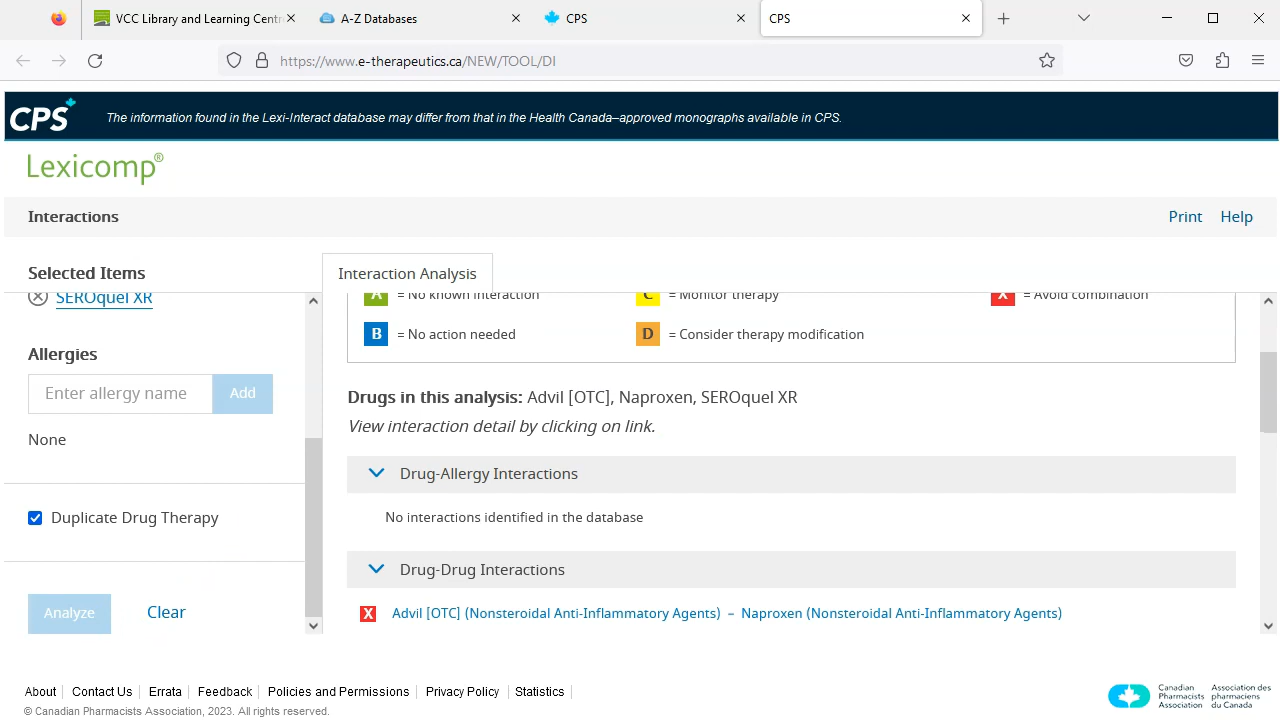 VCC Library and Learning Cent
A-Z Databases
CPS
CPS
https://www.e-therapeutics.ca/NEW/TOOL/DI
CPS
The information found in the Lexi-Interact database may differ from that in the Health Canada–approved monographs available in CPS.
Lexicomp®
Interactions
Print
Help
Selected Items
Interaction Analysis
SEROquel XR
A = No known interaction
C = Monitor therapy
X = Avoid combination
B = No action needed
D = Consider therapy modification
Allergies
Enter allergy name
Add
None
Drugs in this analysis: Advil [OTC], Naproxen, SEROquel XR
View interaction detail by clicking on link.
Drug-Allergy Interactions
No interactions identified in the database
Duplicate Drug Therapy
Drug-Drug Interactions
Analyze
Clear
X Advil [OTC] (Nonsteroidal Anti-Inflammatory Agents) – Naproxen (Nonsteroidal Anti-Inflammatory Agents)
About
Contact Us
Errata
Feedback
Policies and Permissions
Privacy Policy
Statistics
© Canadian Pharmacists Association, 2023. All rights reserved.
Canadian
Pharmacists
Association
Association des
pharmaciens
du Canada